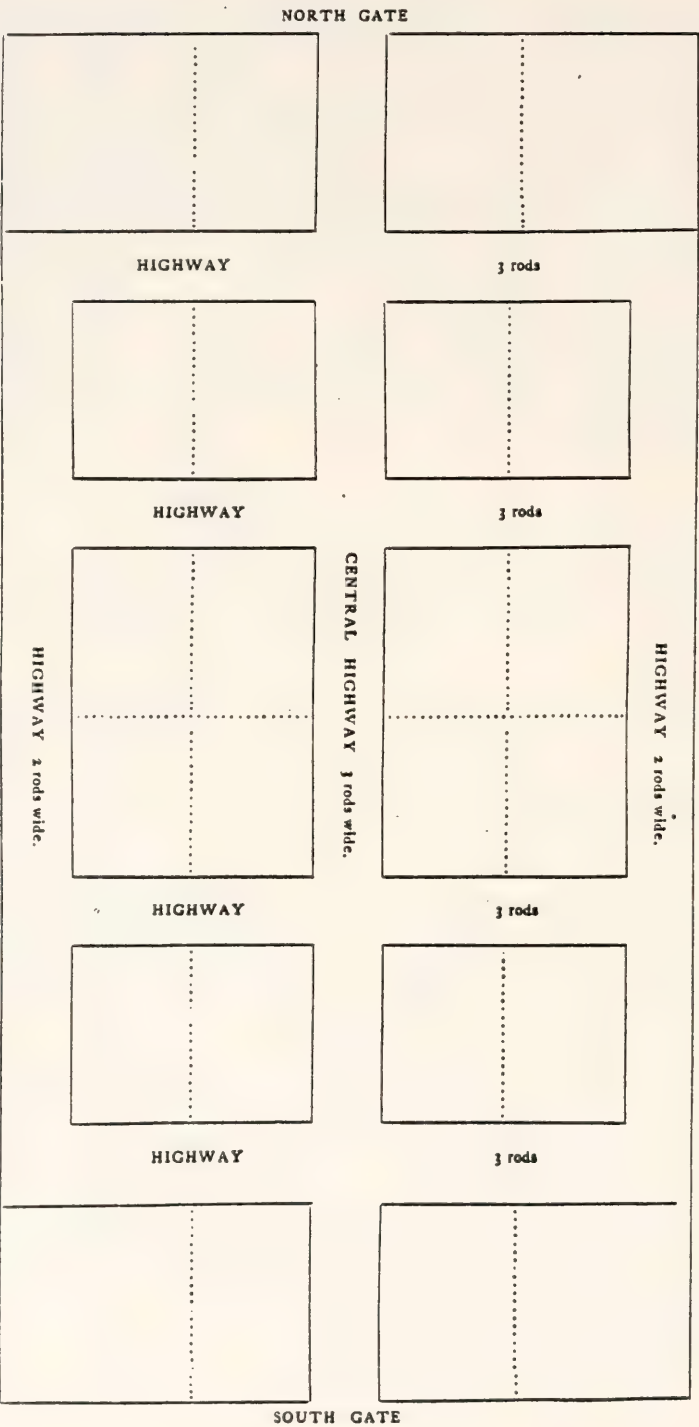 NORTH GATE
HIGHWAY 3 rods
HIGHWAY 3 rods
HIGHWAY 2 rods wide.
CENTRAL HIGHWAY 3 rods wide.
HIGHWAY 2 rods wide.
HIGHWAY 3 rods
HIGHWAY 3 rods
SOUTH GATE